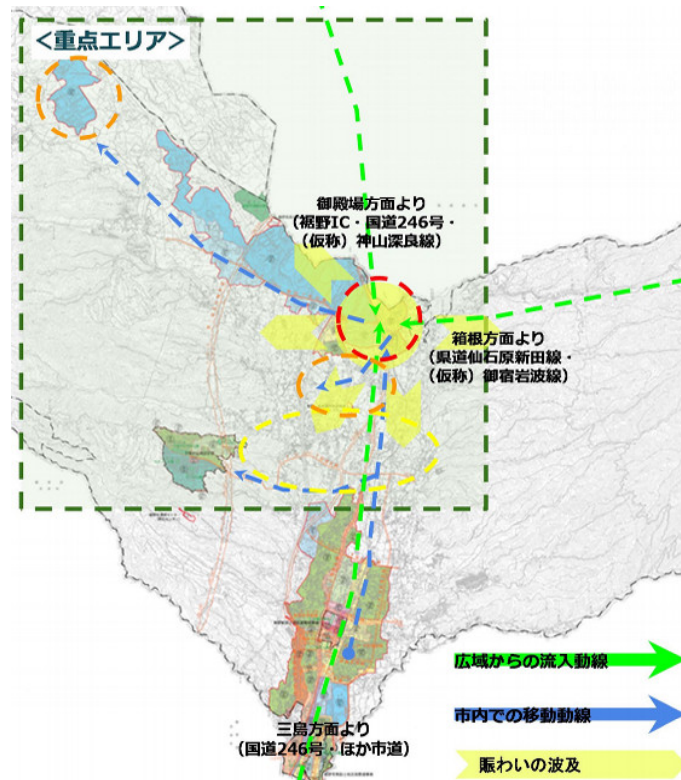 <重点エリア>
御殿場方面より
(裾野IC・国道246号・
(仮称)神山深良線)
箱根方面より
(県道仙石原新田線・
(仮称)御宿岩波線)
三島方面より
(国道246号・ほか市道)
広域からの流入動線
市内での移動動線
賑わいの波及